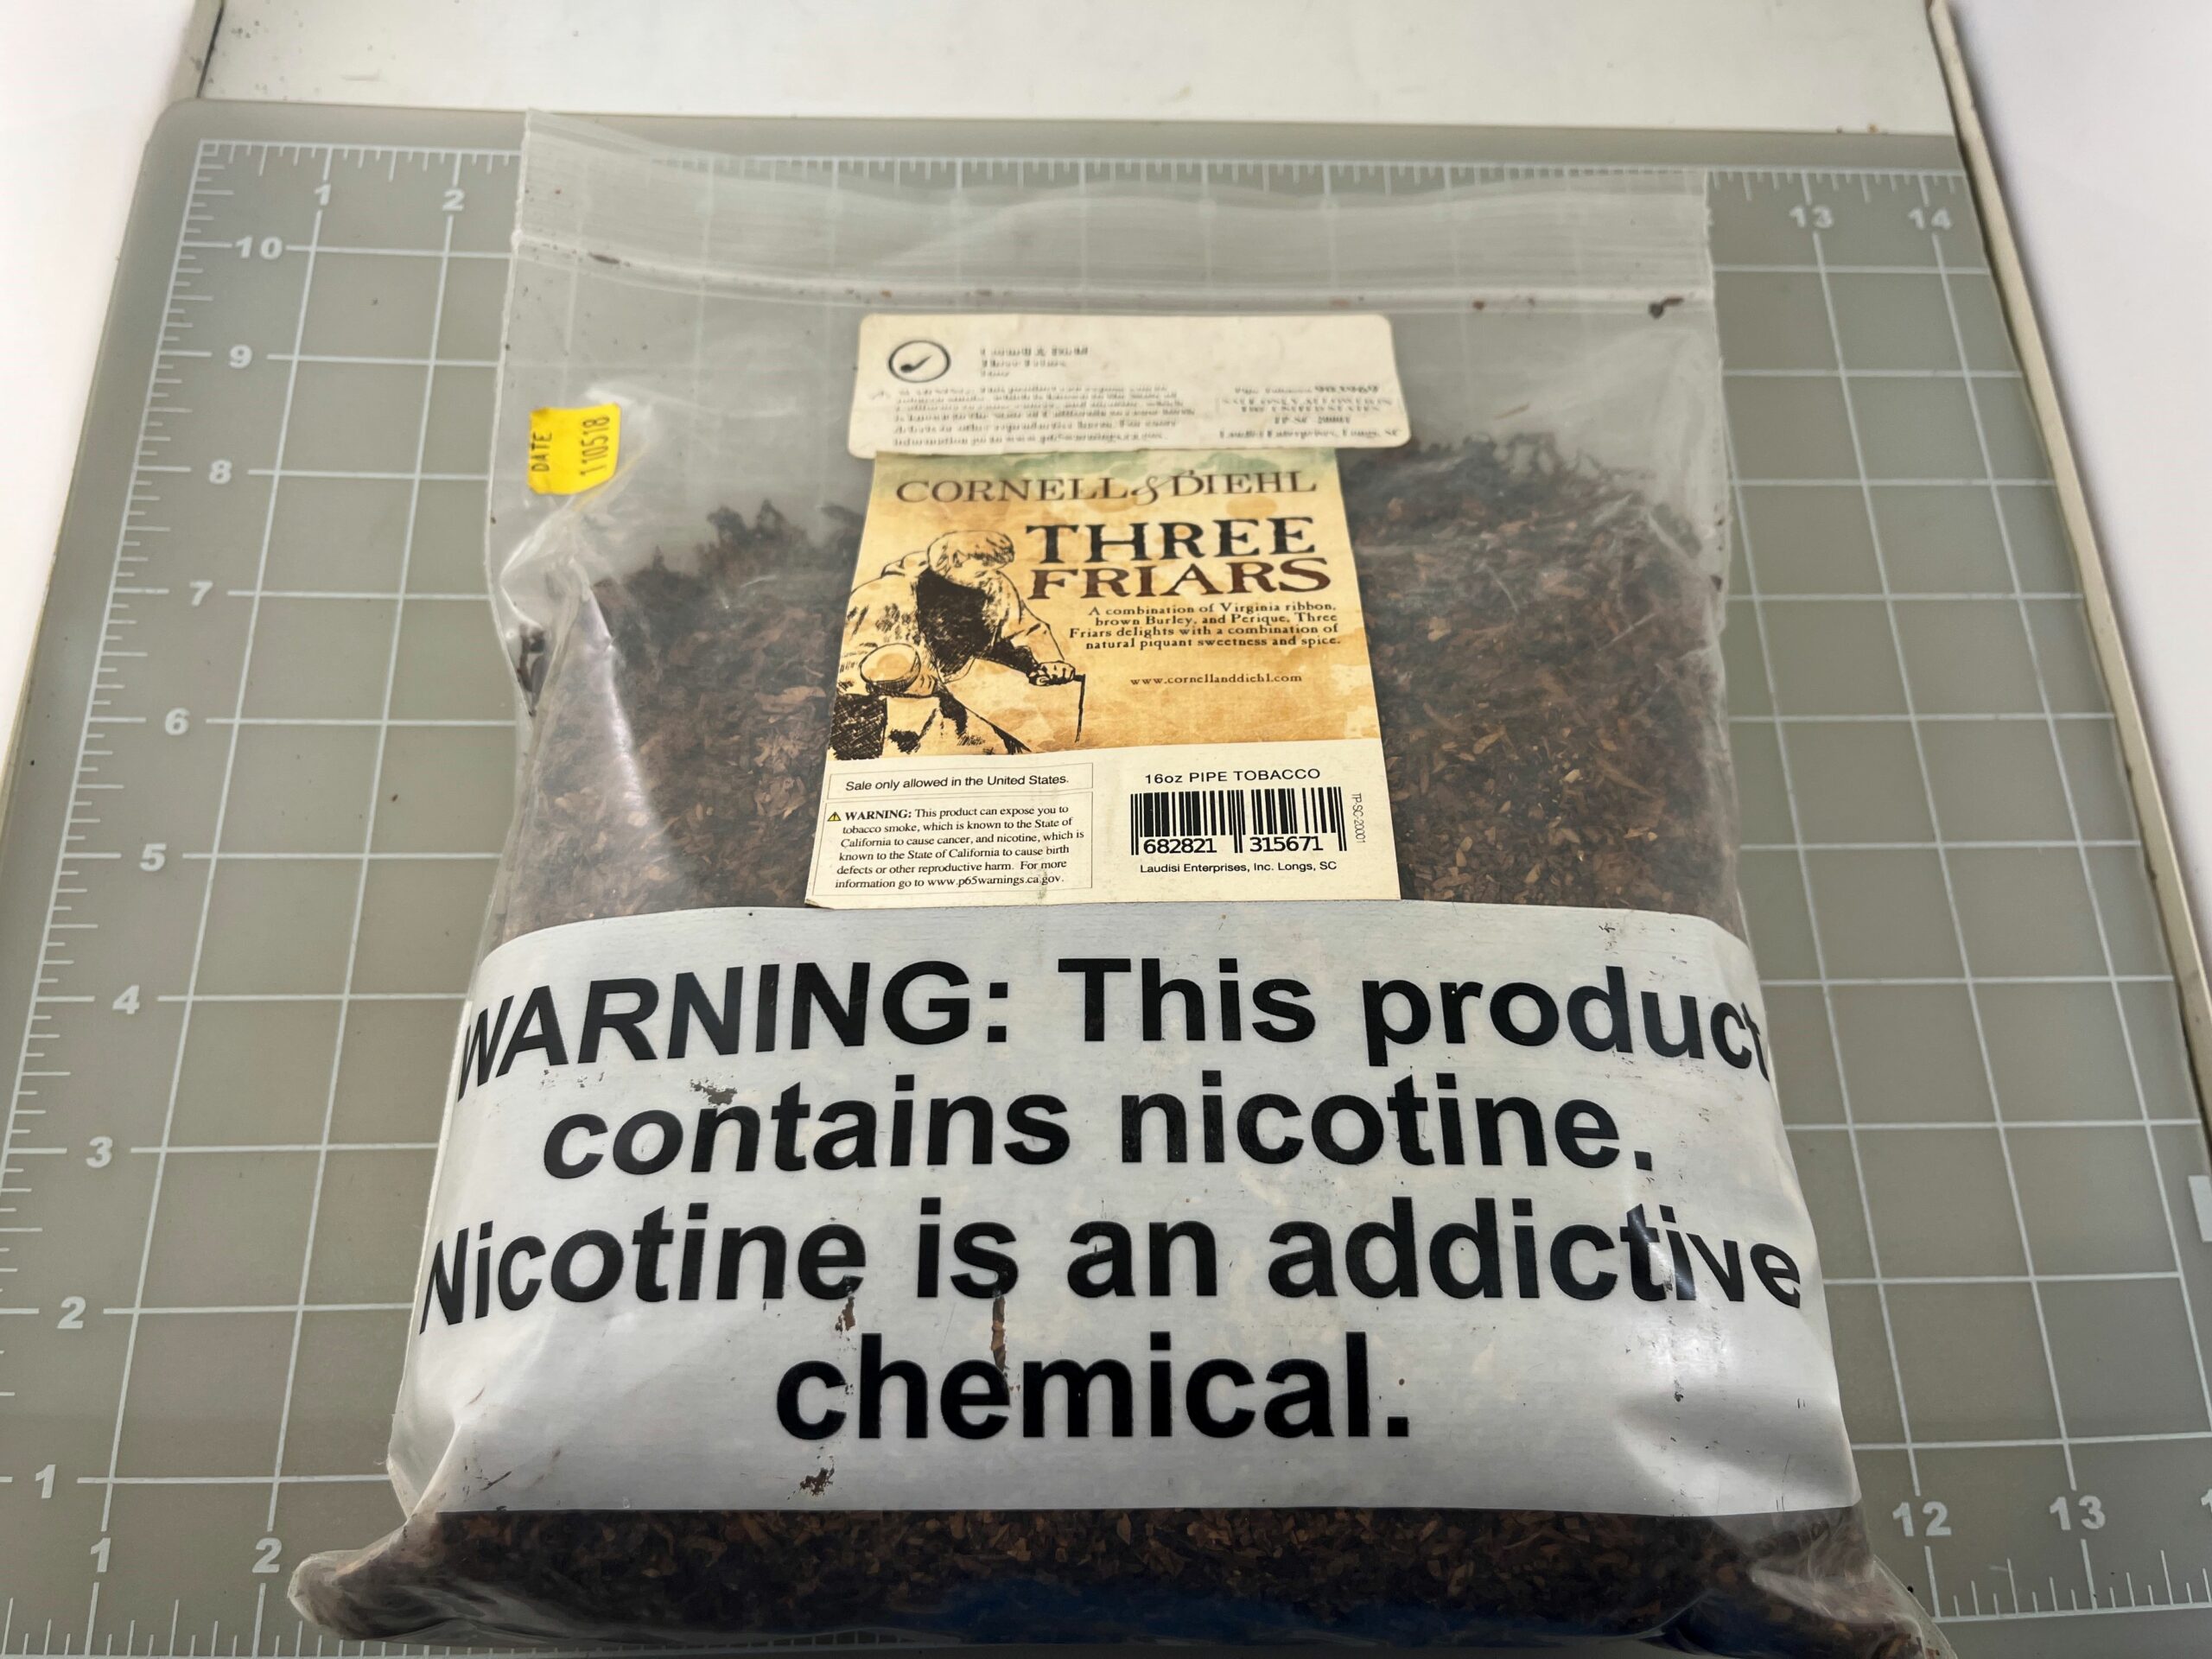 1 2 13 14
10
9
8
7
6
5
4
3
2
1
DATE
110518
CORNELL & DIEHL
THREE
FRIARS
A combination of Virginia ribbon,
brown Burley, and Perique, Three
Friars delights with a combination of
natural piquant sweetness and spice.
www.cornellanddiehl.com
Sale only allowed in the United States.
WARNING: This product can expose you to
tobacco smoke, which is known to the State of
California to cause cancer, and nicotine, which is
known to the State of California to cause birth
defects or other reproductive harm. For more
information go to www.p65warnings.ca.gov.
16oz PIPE TOBACCO
682821 315671
TP-SC-20001
Laudisi Enterprises, Inc. Longs, SC
WARNING: This product
contains nicotine.
Nicotine is an addictive
chemical.
1 2 12 13